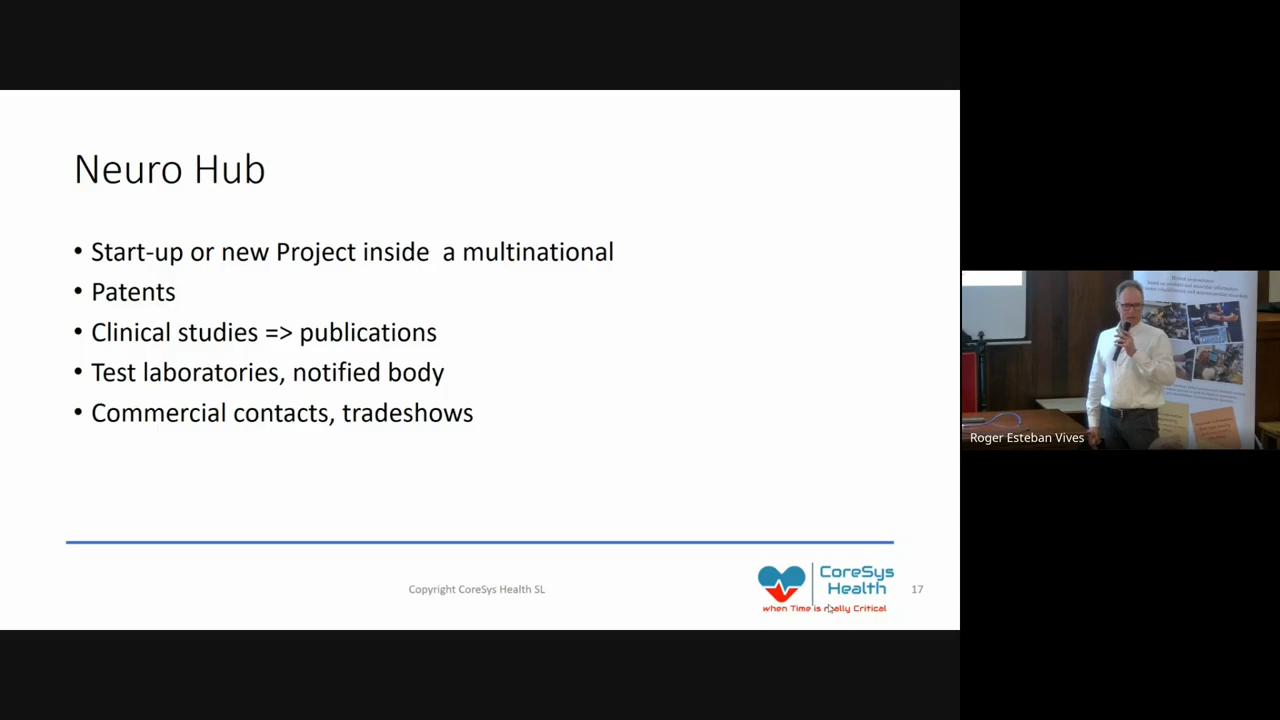 Neuro Hub
• Start-up or new Project inside a multinational
• Patents
• Clinical studies => publications
• Test laboratories, notified body
• Commercial contacts, tradeshows
Copyright CoreSys Health SL
CoreSys
Health
when Time is really Critical
17
Roger Esteban Vives